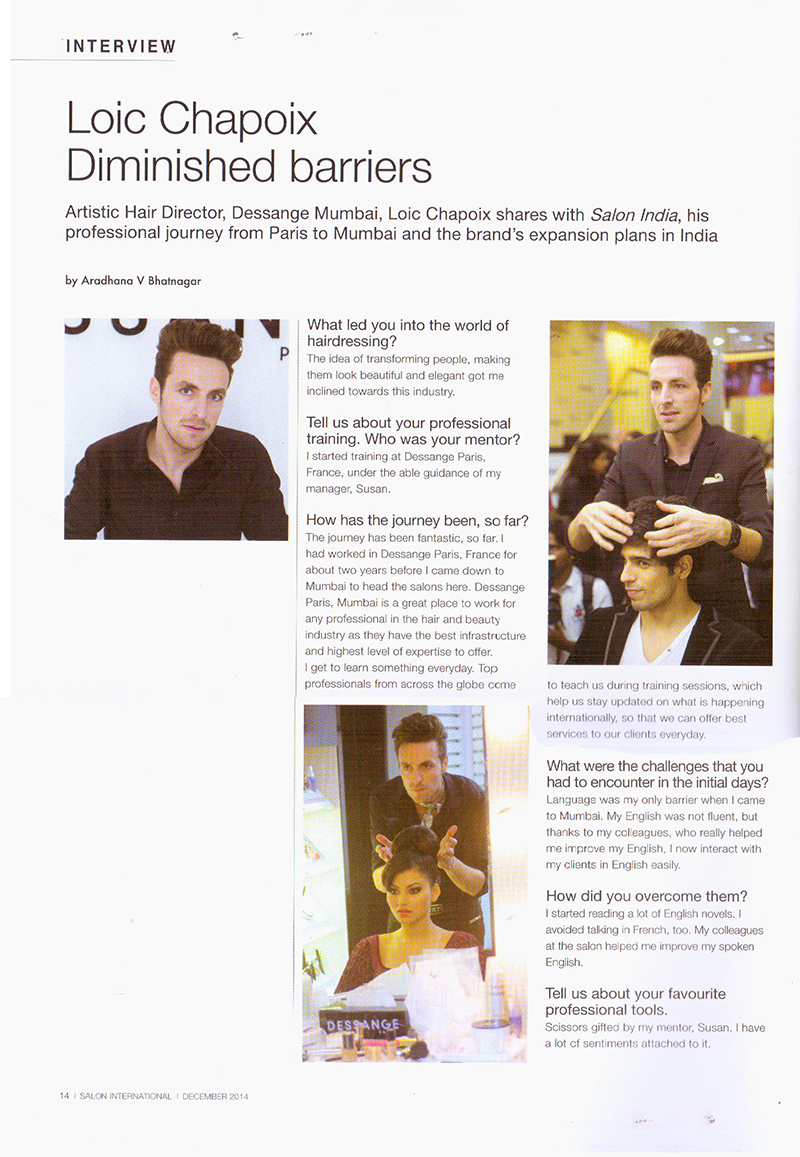 INTERVIEW
Loic Chapoix
Diminished barriers
Artistic Hair Director, Dessange Mumbai, Loic Chapoix shares with Salon India, his
professional journey from Paris to Mumbai and the brand's expansion plans in India
by Aradhana V Bhatnagar
P
What led you into the world of
hairdressing?
The idea of transforming people, making
them look beautiful and elegant got me
inclined towards this industry.
Tell us about your professional
training. Who was your mentor?
I started training at Dessange Paris,
France, under the able guidance of my
manager, Susan.
How has the journey been, so far?
The journey has been fantastic, so far. I
had worked in Dessange Paris, France for
about two years before I came down to
Mumbai to head the salons here. Dessange
Paris, Mumbai is a great place to work for
any professional in the hair and beauty
industry as they have the best infrastructure
and highest level of expertise to offer.
I get to learn something everyday. Top
professionals from across the globe come
to teach us during training sessions, which
help us stay updated on what is happening
internationally, so that we can offer best
services to our clients everyday.
What were the challenges that you
had to encounter in the initial days?
Language was my only barrier when I came
to Mumbai. My English was not fluent, but
thanks to my colleagues, who really helped
me improve my English, I now interact with
my clients in English easily.
How did you overcome them?
I started reading a lot of English novels. I
avoided talking in French, too. My colleagues
at the salon helped me improve my spoken
English.
Tell us about your favourite
professional tools.
Scissors gifted by my mentor, Susan. I have
a lot of sentiments attached to it.
DESSANGE
14 | SALON INTERNATIONAL | DECEMBER 2014